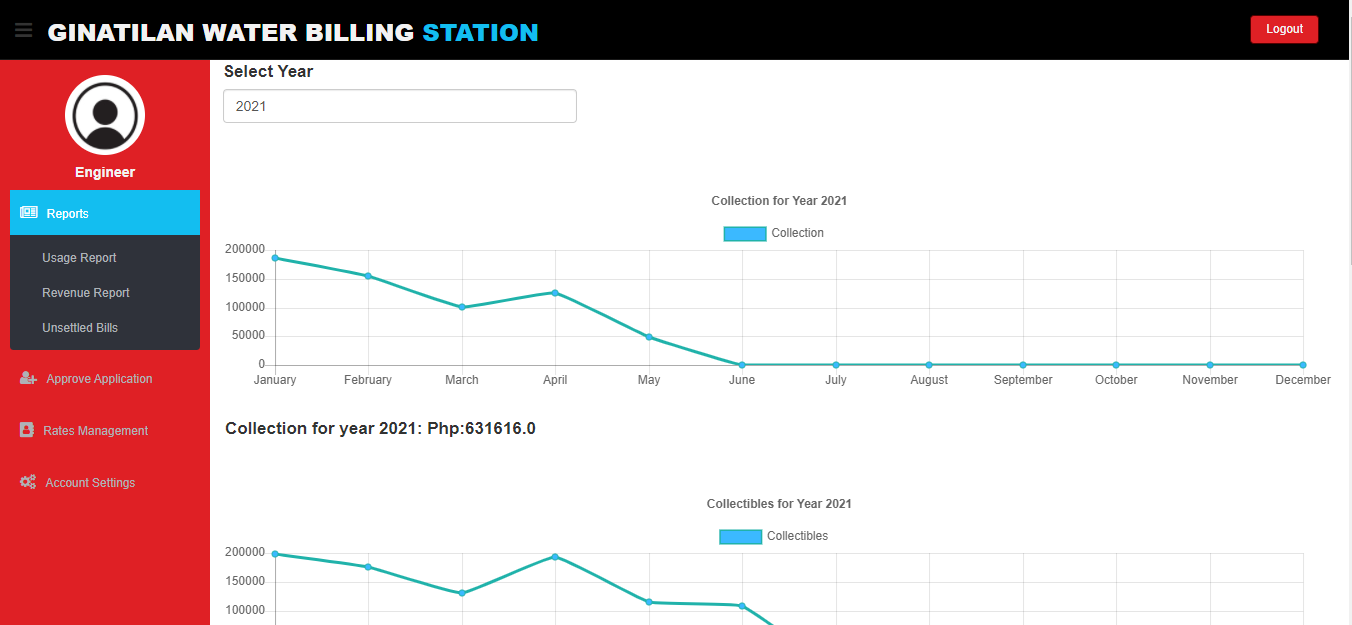 GINATILAN WATER BILLING STATION
Logout
Engineer
Reports
Usage Report
Revenue Report
Unsettled Bills
Approve Application
Rates Management
Account Settings
Select Year
2021
Collection for Year 2021
Collection
200000
150000
100000
50000
0
January February March April May June July August September October November December
Collection for year 2021: Php:631616.0
Collectibles for Year 2021
Collectibles
200000
150000
100000